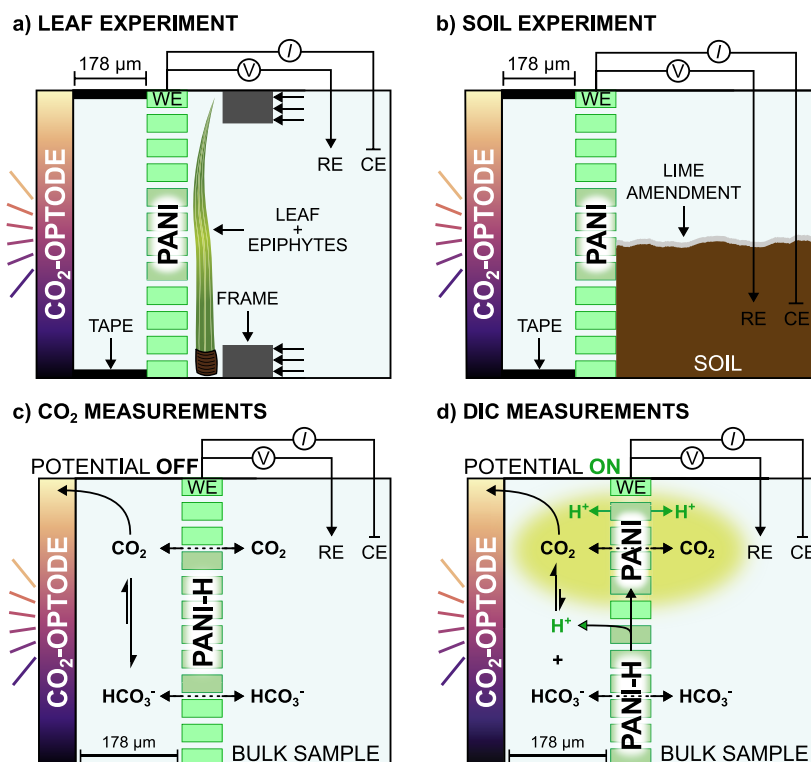 a) LEAF EXPERIMENT
178 µm
I
V
WE
RE
CE
CO₂-OPTODE
PANI
LEAF
+
EPIPHYTES
FRAME
TAPE
b) SOIL EXPERIMENT
178 µm
I
V
WE
LIME
AMENDMENT
CO₂-OPTODE
PANI
RE
CE
TAPE
SOIL
c) CO₂ MEASUREMENTS
POTENTIAL OFF
I
V
WE
RE
CE
CO₂-OPTODE
CO₂
CO₂
PANI-H
HCO₃⁻
HCO₃⁻
178 µm
BULK SAMPLE
d) DIC MEASUREMENTS
POTENTIAL ON
I
V
WE
H⁺
H⁺
RE
CE
CO₂-OPTODE
CO₂
PANI
CO₂
H⁺
+
HCO₃⁻
PANI-H
HCO₃⁻
178 µm
BULK SAMPLE